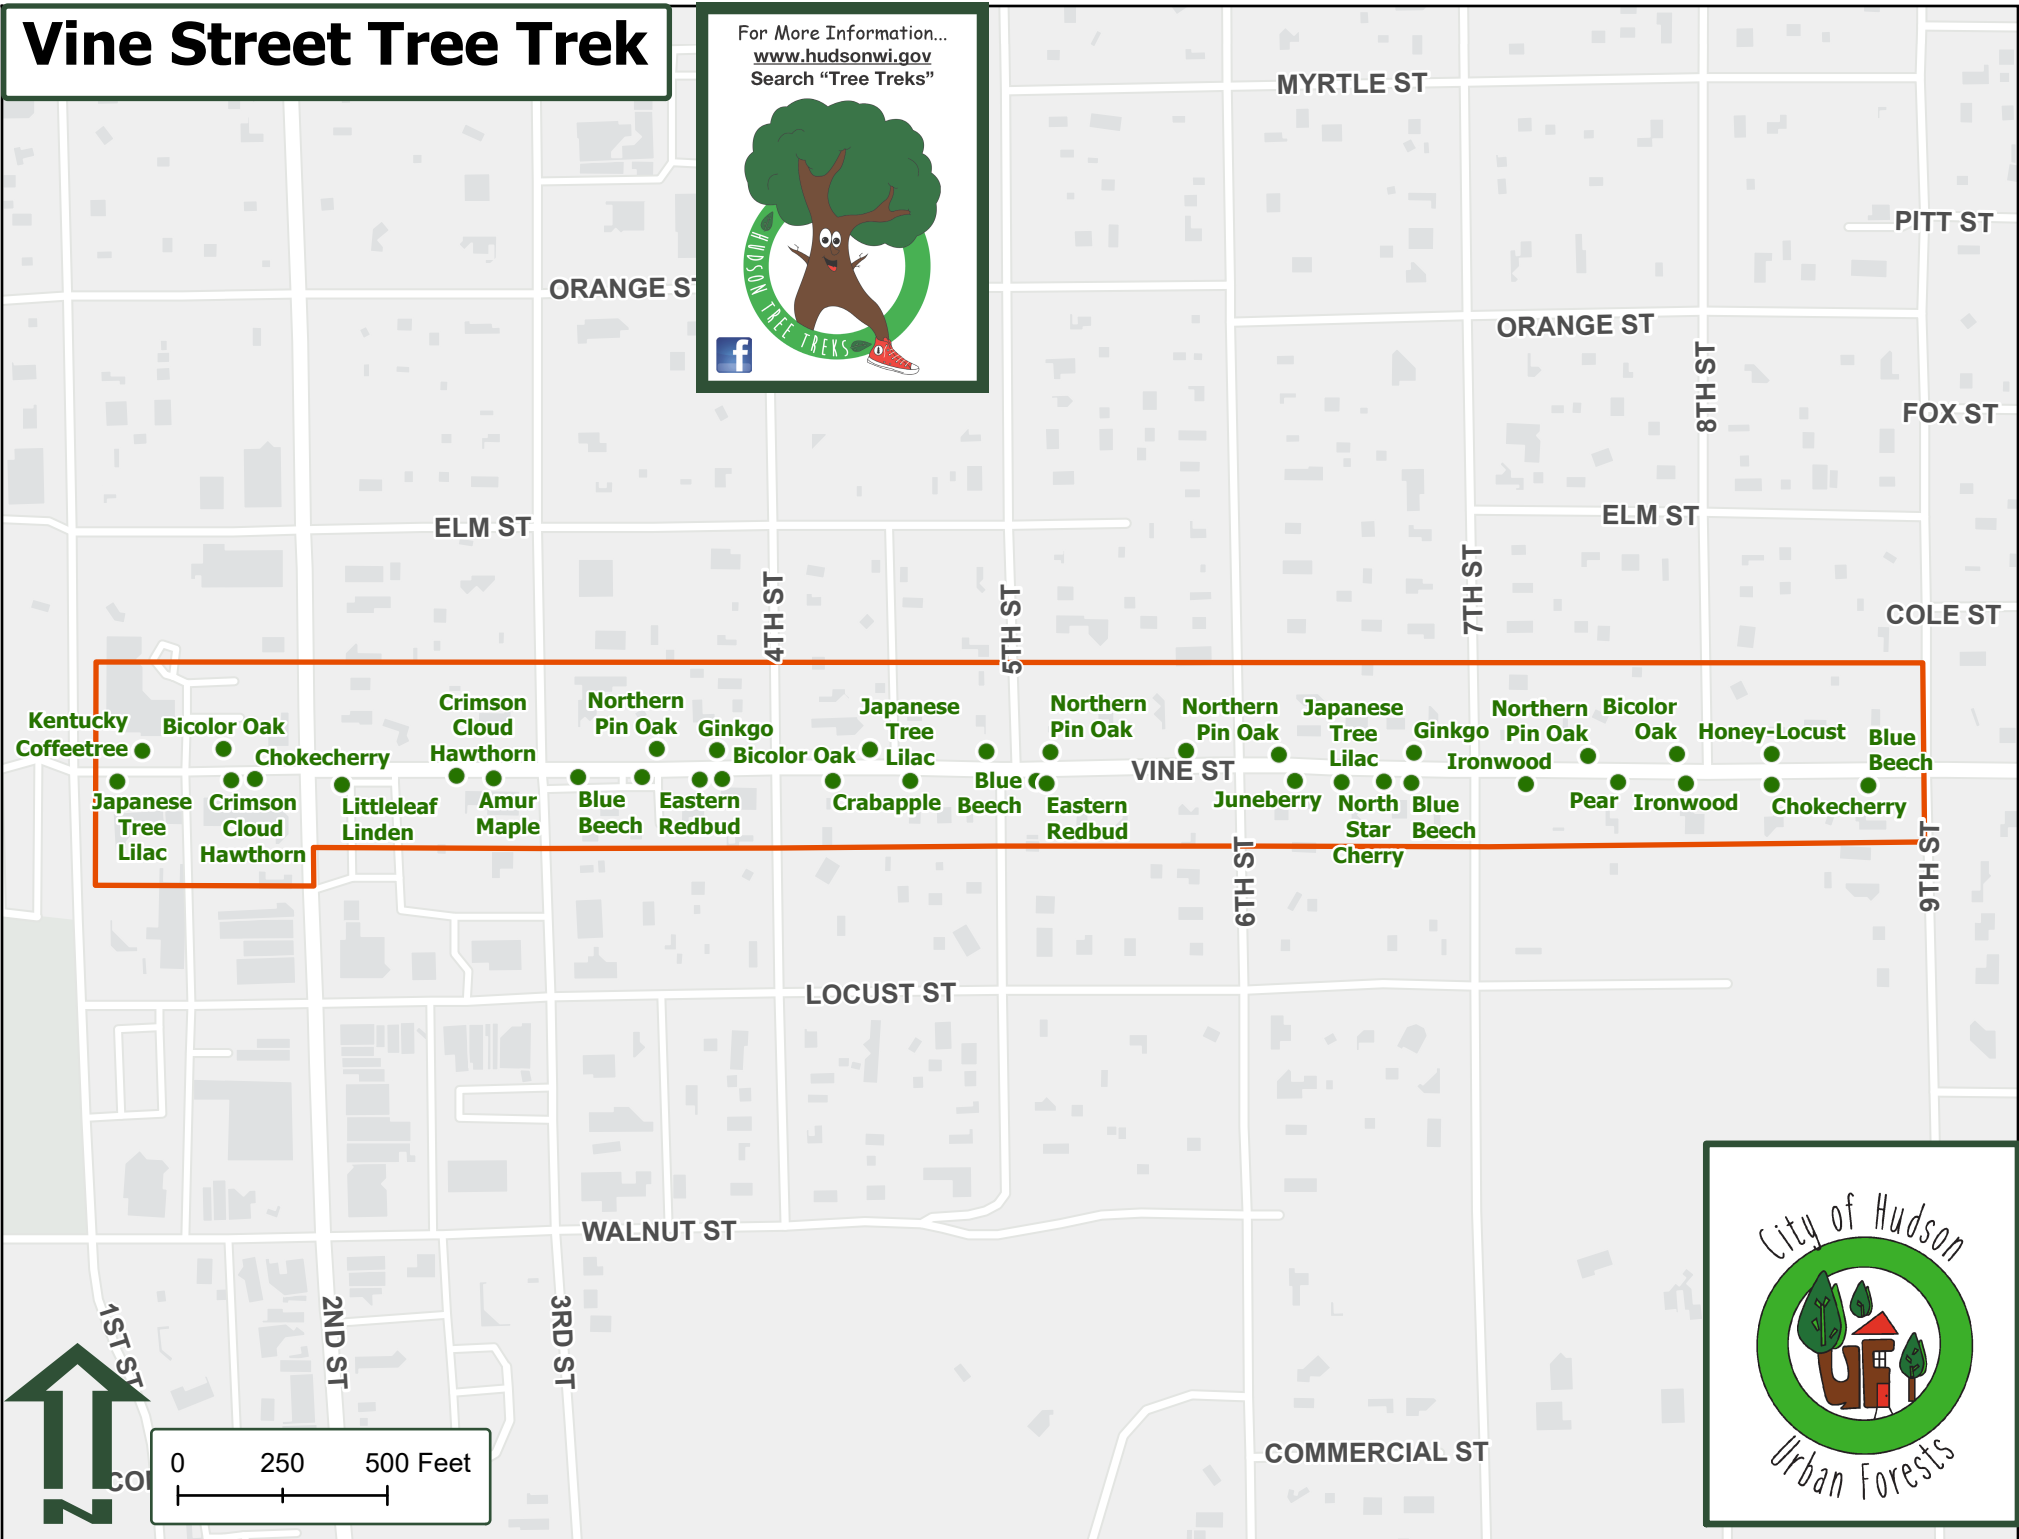 Vine Street Tree Trek
For More Information...
www.hudsonwi.gov
Search “Tree Treks”
HUDSON TREE TREKS
f
MYRTLE ST
PITT ST
ORANGE ST
ORANGE ST
8TH ST
FOX ST
ELM ST
ELM ST
4TH ST
5TH ST
7TH ST
COLE ST
Kentucky
Coffeetree
Japanese
Tree
Lilac
Bicolor Oak
Crimson
Cloud
Hawthorn
Chokecherry
Littleleaf
Linden
Crimson
Cloud
Hawthorn
Amur
Maple
Blue
Beech
Northern
Pin Oak
Eastern
Redbud
Ginkgo
Bicolor Oak
Crabapple
Japanese
Tree
Lilac
Blue
Beech
Northern
Pin Oak
Eastern
Redbud
VINE ST
Northern
Pin Oak
Juneberry
Japanese
Tree
Lilac
North
Star
Cherry
Ginkgo
Blue
Beech
Ironwood
Northern
Pin Oak
Pear
Bicolor
Oak
Ironwood
Honey-Locust
Chokecherry
Blue
Beech
6TH ST
9TH ST
LOCUST ST
WALNUT ST
1ST ST
2ND ST
3RD ST
COMMERCIAL ST
N
0 250 500 Feet
City of Hudson
UF
Urban Forests